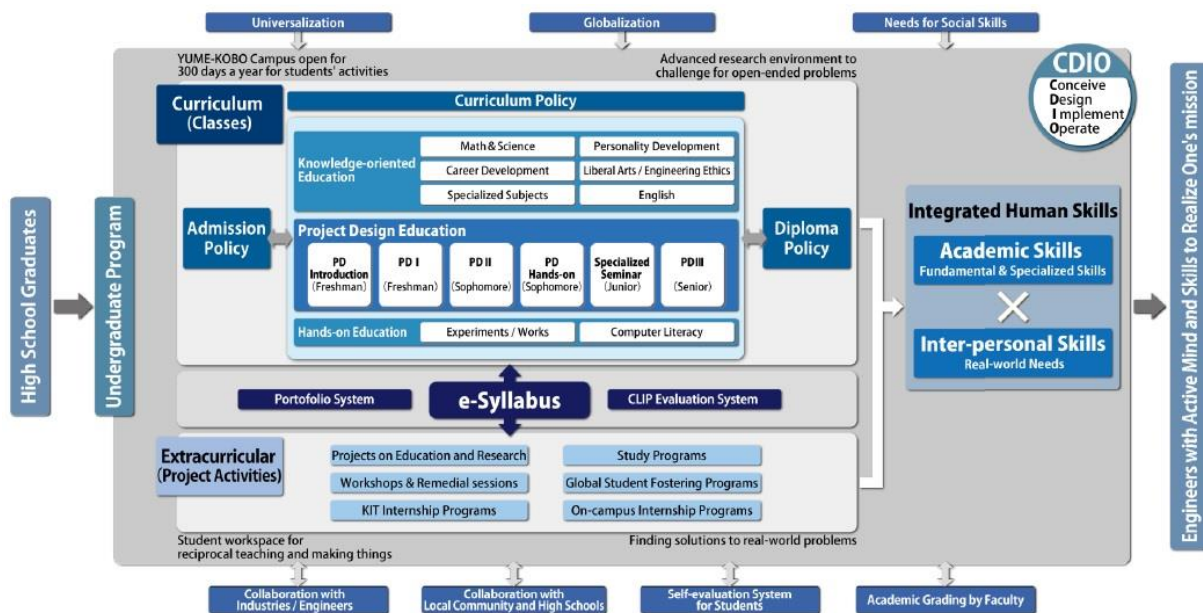 Universalization
Globalization
Needs for Social Skills
YUME-KOBO Campus open for
300 days a year for students' activities
Advanced research environment to
challenge for open-ended problems
CDIO
Conceive
Design
Implement
Operate
High School Graduates
Undergraduate Program
Curriculum
(Classes)
Curriculum Policy
Knowledge-oriented
Education
Math & Science
Personality Development
Career Development
Liberal Arts / Engineering Ethics
Specialized Subjects
English
Admission
Policy
Project Design Education
PD
Introduction
(Freshman)
PD I
(Freshman)
PD II
(Sophomore)
PD
Hands-on
(Sophomore)
Specialized
Seminar
(Junior)
PDIII
(Senior)
Diploma
Policy
Hands-on Education
Experiments / Works
Computer Literacy
Integrated Human Skills
Academic Skills
Fundamental & Specialized Skills
Inter-personal Skills
Real-world Needs
Engineers with Active Mind and Skills to Realize One's mission
Portofolio System
e-Syllabus
CLIP Evaluation System
Extracurricular
(Project Activities)
Projects on Education and Research
Study Programs
Workshops & Remedial sessions
Global Student Fostering Programs
KIT Internship Programs
On-campus Internship Programs
Student workspace for
reciprocal teaching and making things
Finding solutions to real-world problems
Collaboration with
Industries / Engineers
Collaboration with
Local Community and High Schools
Self-evaluation System
for Students
Academic Grading by Faculty